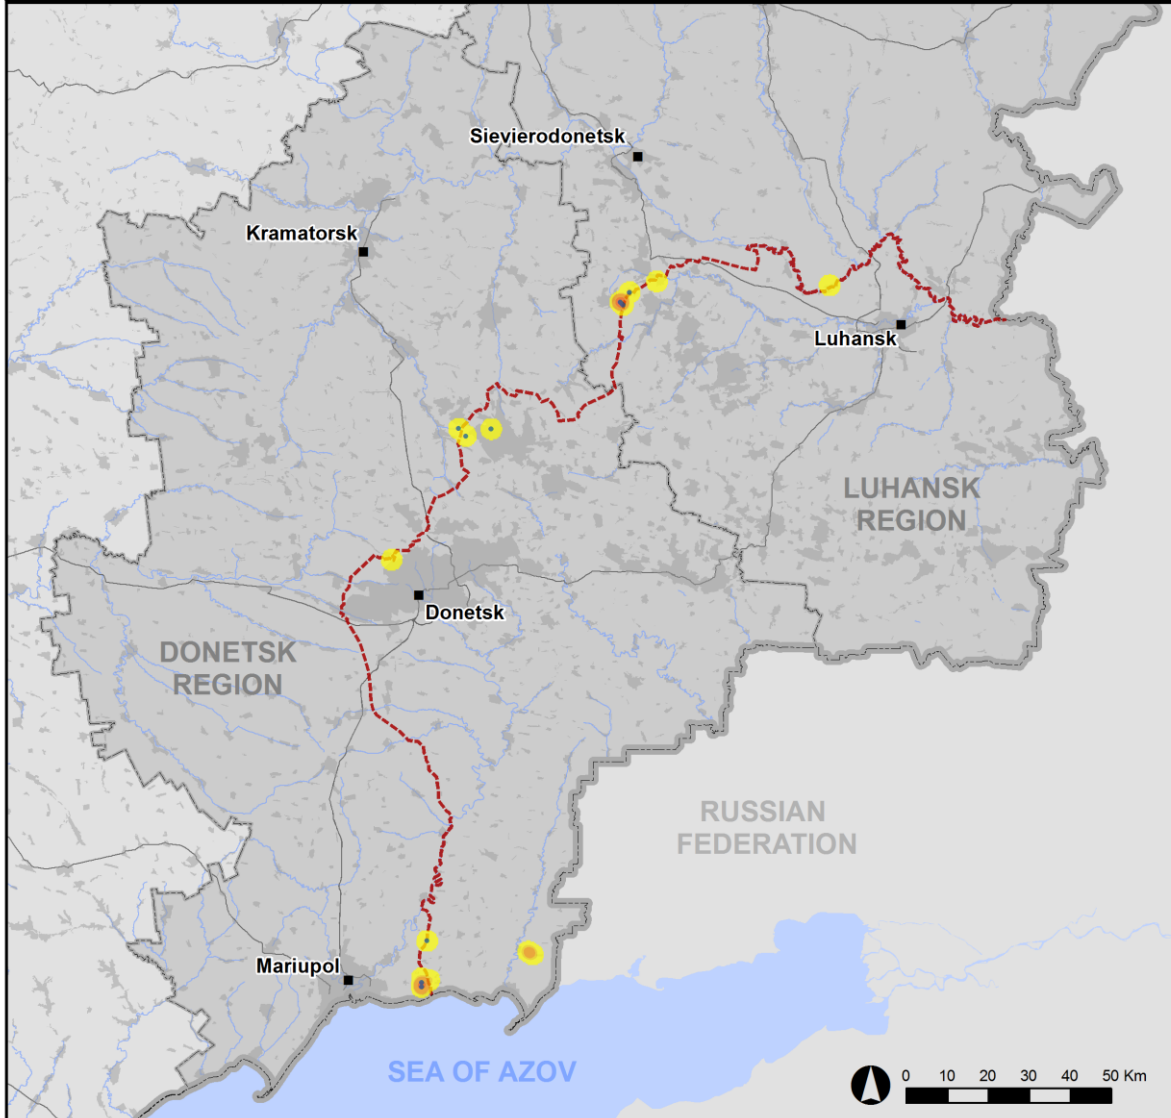 Sievierodonetsk
Kramatorsk
Luhansk
LUHANSK
REGION
Donetsk
DONETSK
REGION
RUSSIAN
FEDERATION
Mariupol
SEA OF AZOV
0 10 20 30 40 50 Km